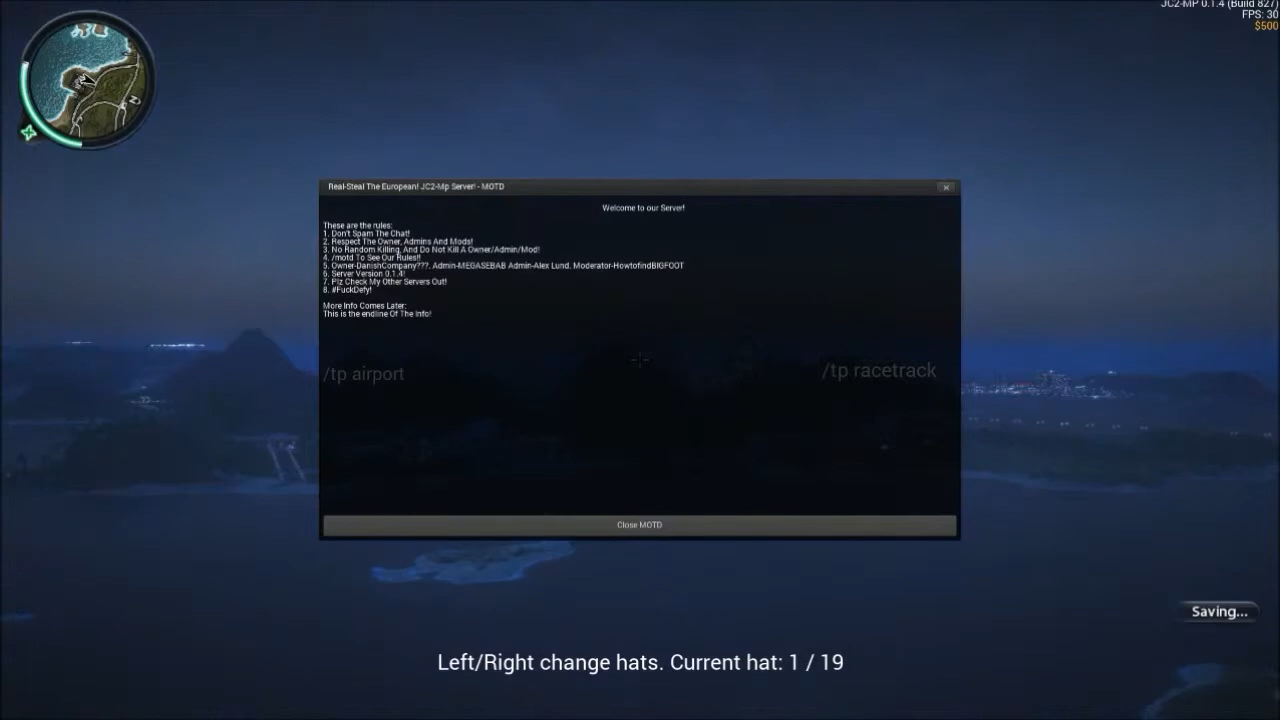 JC2-MP 0.1.4 (Build 827)
FPS: 30
$500
Real-Steal The European! JC2-Mp Server! - MOTD
Welcome to our Server!
These are the rules:
1. Don't Spam The Chat!
2. Respect The Owner, Admins And Mods!
3. No Random Killing, And Do Not Kill A Owner/Admin/Mod!
4. /motd To See Our Rules!!
5. Owner-DanishCompany???, Admin-MEGASEBAB Admin-Alex Lund, Moderator-HowtofindBIGFOOT
6. Server Version 0.1.4!
7. Plz Check My Other Servers Out!
8. #FuckDefy!
More Info Comes Later:
This is the endline Of The Info!
/tp airport
/tp racetrack
Close MOTD
Saving...
Left/Right change hats. Current hat: 1 / 19